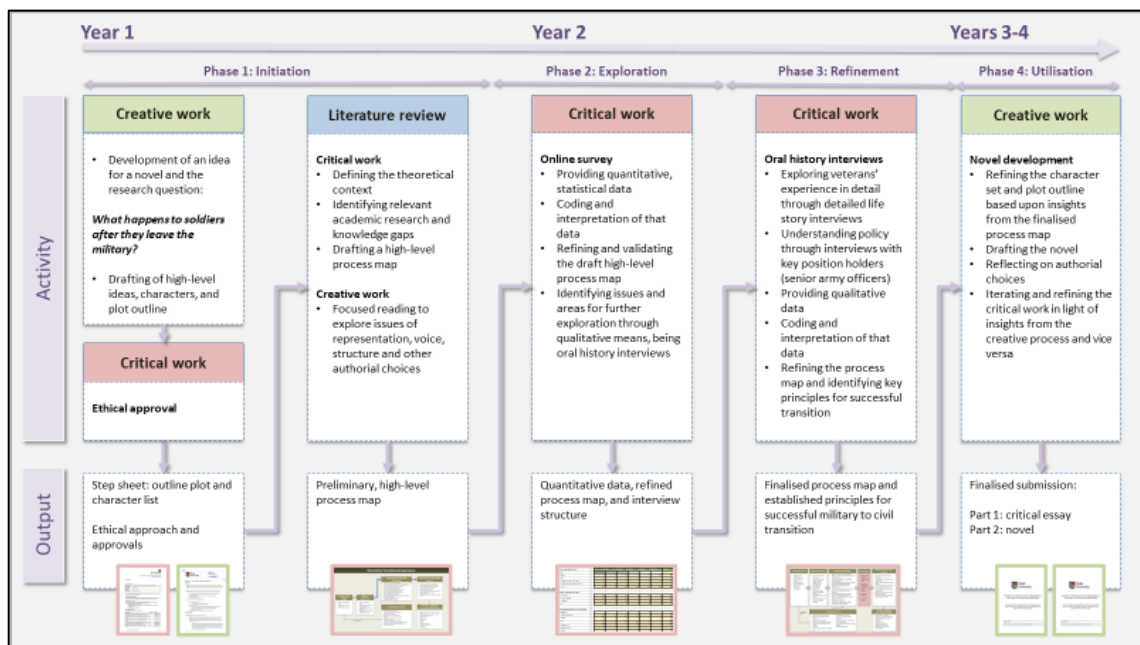 Year 1
Year 2
Years 3-4
Phase 1: Initiation
Phase 2: Exploration
Phase 3: Refinement
Phase 4: Utilisation
Activity
Creative work
• Development of an idea
for a novel and the
research question:
What happens to soldiers
after they leave the
military?
• Drafting of high-level
ideas, characters, and
plot outline
Critical work
Ethical approval
Literature review
Critical work
• Defining the theoretical
context
• Identifying relevant
academic research and
knowledge gaps
• Drafting a high-level
process map
Creative work
• Focused reading to
explore issues of
representation, voice,
structure and other
authorial choices
Critical work
Online survey
• Providing quantitative,
statistical data
• Coding and
interpretation of that
data
• Refining and validating
the draft high-level
process map
• Identifying issues and
areas for further
exploration through
qualitative means, being
oral history interviews
Critical work
Oral history interviews
• Exploring veterans'
experience in detail
through detailed life
story interviews
• Understanding policy
through interviews with
key position holders
(senior army officers)
• Providing qualitative
data
• Coding and
interpretation of that
data
• Refining the process
map and identifying key
principles for successful
transition
Creative work
Novel development
• Refining the character
set and plot outline
based upon insights
from the finalised
process map
• Drafting the novel
• Reflecting on authorial
choices
• Iterating and refining the
critical work in light of
insights from the
creative process and vice
versa
Output
Step sheet: outline plot and
character list
Ethical approach and
approvals
Preliminary, high-level
process map
Quantitative data, refined
process map, and interview
structure
Finalised process map and
established principles for
successful military to civil
transition
Finalised submission:
Part 1: critical essay
Part 2: novel